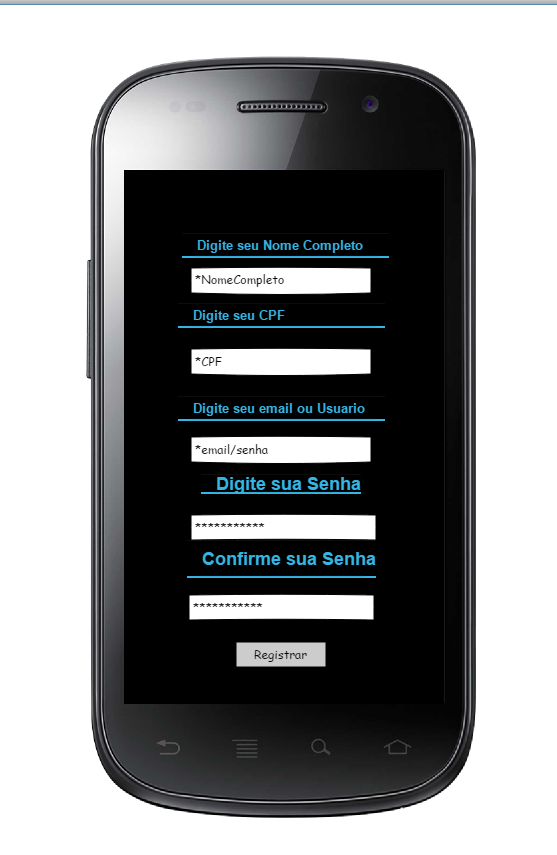 Digite seu Nome Completo
*NomeCompleto
Digite seu CPF
*CPF
Digite seu email ou Usuario
*email/senha
Digite sua Senha
***********
Confirme sua Senha
***********
Registrar